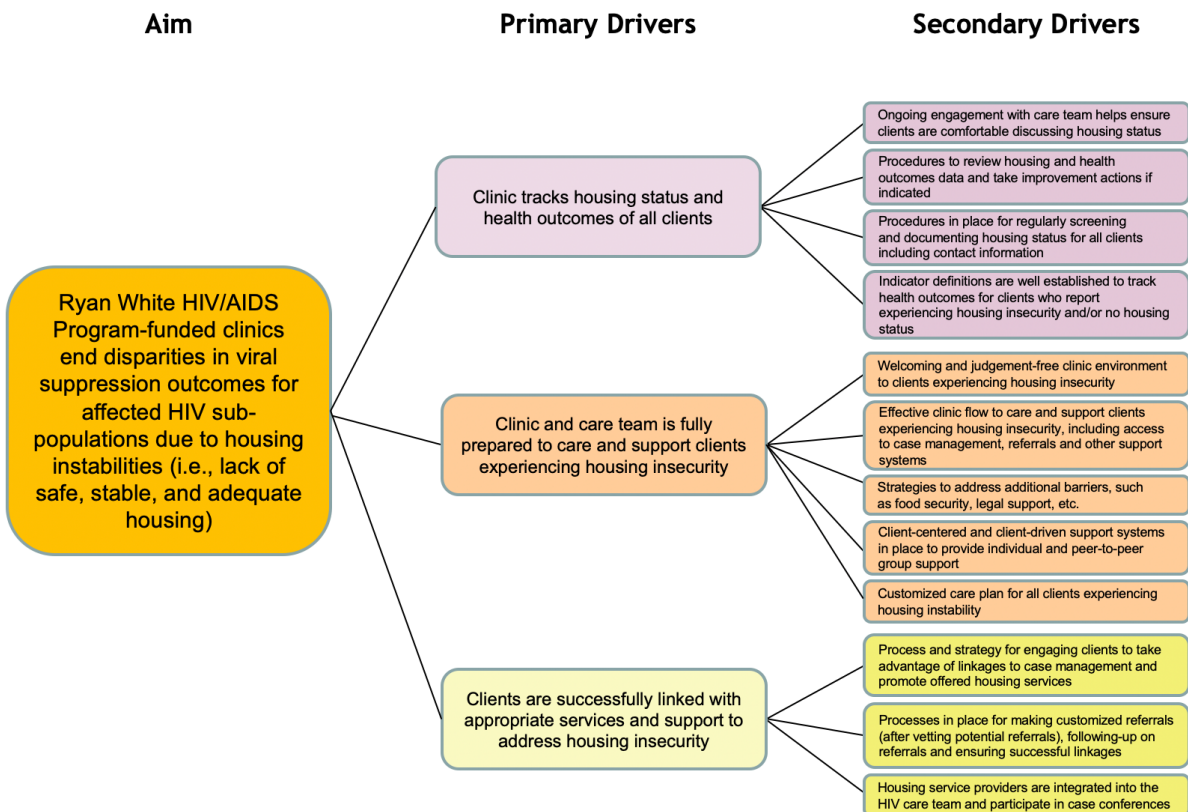 Aim
Primary Drivers
Secondary Drivers
Ryan White HIV/AIDS
Program-funded clinics
end disparities in viral
suppression outcomes for
affected HIV sub-
populations due to housing
instabilities (i.e., lack of
safe, stable, and adequate
housing)
Clinic tracks housing status and
health outcomes of all clients
Ongoing engagement with care team helps ensure
clients are comfortable discussing housing status
Procedures to review housing and health
outcomes data and take improvement actions if
indicated
Procedures in place for regularly screening
and documenting housing status for all clients
including contact information
Indicator definitions are well established to track
health outcomes for clients who report
experiencing housing insecurity and/or no housing
status
Clinic and care team is fully
prepared to care and support clients
experiencing housing insecurity
Welcoming and judgement-free clinic environment
to clients experiencing housing insecurity
Effective clinic flow to care and support clients
experiencing housing insecurity, including access
to case management, referrals and other support
systems
Strategies to address additional barriers, such
as food security, legal support, etc.
Client-centered and client-driven support systems
in place to provide individual and peer-to-peer
group support
Customized care plan for all clients experiencing
housing instability
Clients are successfully linked with
appropriate services and support to
address housing insecurity
Process and strategy for engaging clients to take
advantage of linkages to case management and
promote offered housing services
Processes in place for making customized referrals
(after vetting potential referrals), following-up on
referrals and ensuring successful linkages
Housing service providers are integrated into the
HIV care team and participate in case conferences